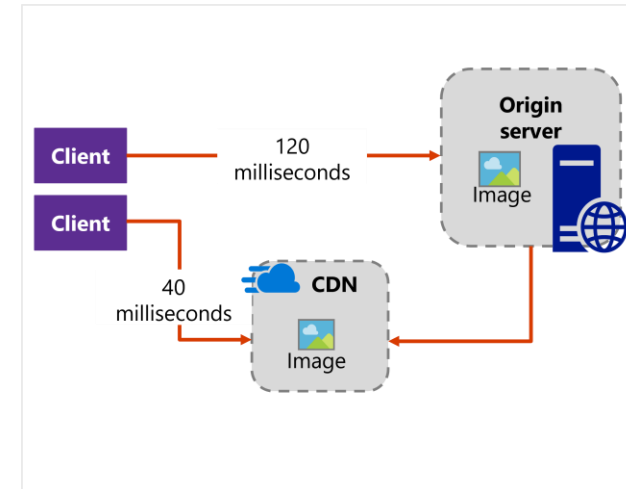 Origin
server
Client
120
milliseconds
Image
Client
40
milliseconds
CDN
Image